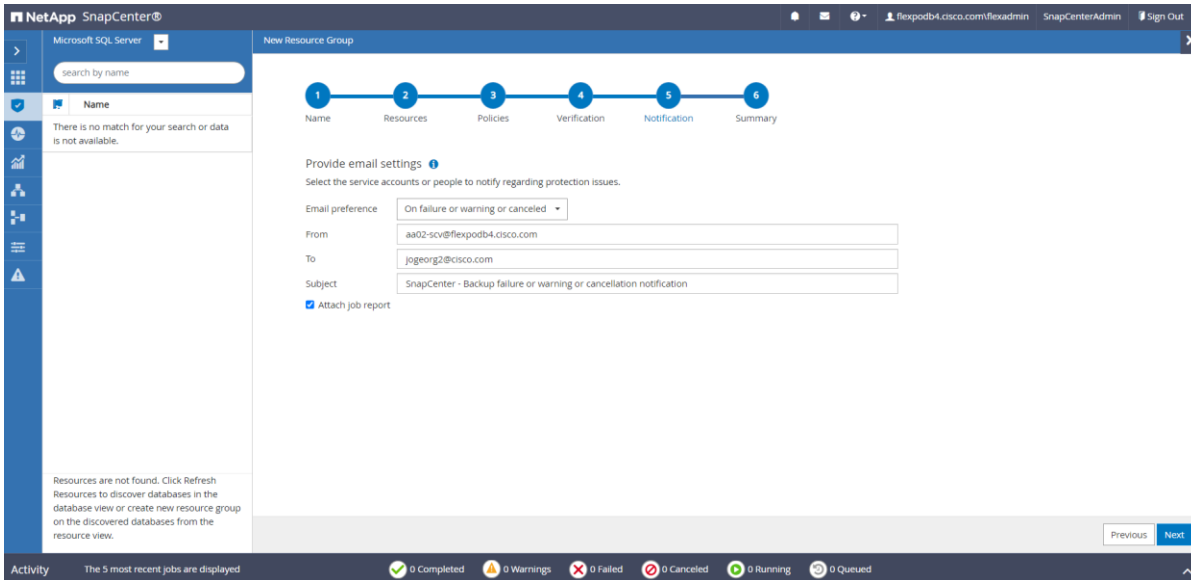 NetApp SnapCenter®
flexpodb4.cisco.com\flexadmin SnapCenterAdmin Sign Out
Microsoft SQL Server
search by name
Name
There is no match for your search or data
is not available.
Resources are not found. Click Refresh
Resources to discover databases in the
database view or create new resource group
on the discovered databases from the
resource view.
New Resource Group
1 2 3 4 5 6
Name Resources Policies Verification Notification Summary
Provide email settings
Select the service accounts or people to notify regarding protection issues.
Email preference On failure or warning or canceled
From aa02-scv@flexpodb4.cisco.com
To jogeorg2@cisco.com
Subject SnapCenter - Backup failure or warning or cancellation notification
Attach job report
Previous Next
Activity The 5 most recent jobs are displayed 0 Completed 0 Warnings 0 Failed 0 Canceled 0 Running 0 Queued